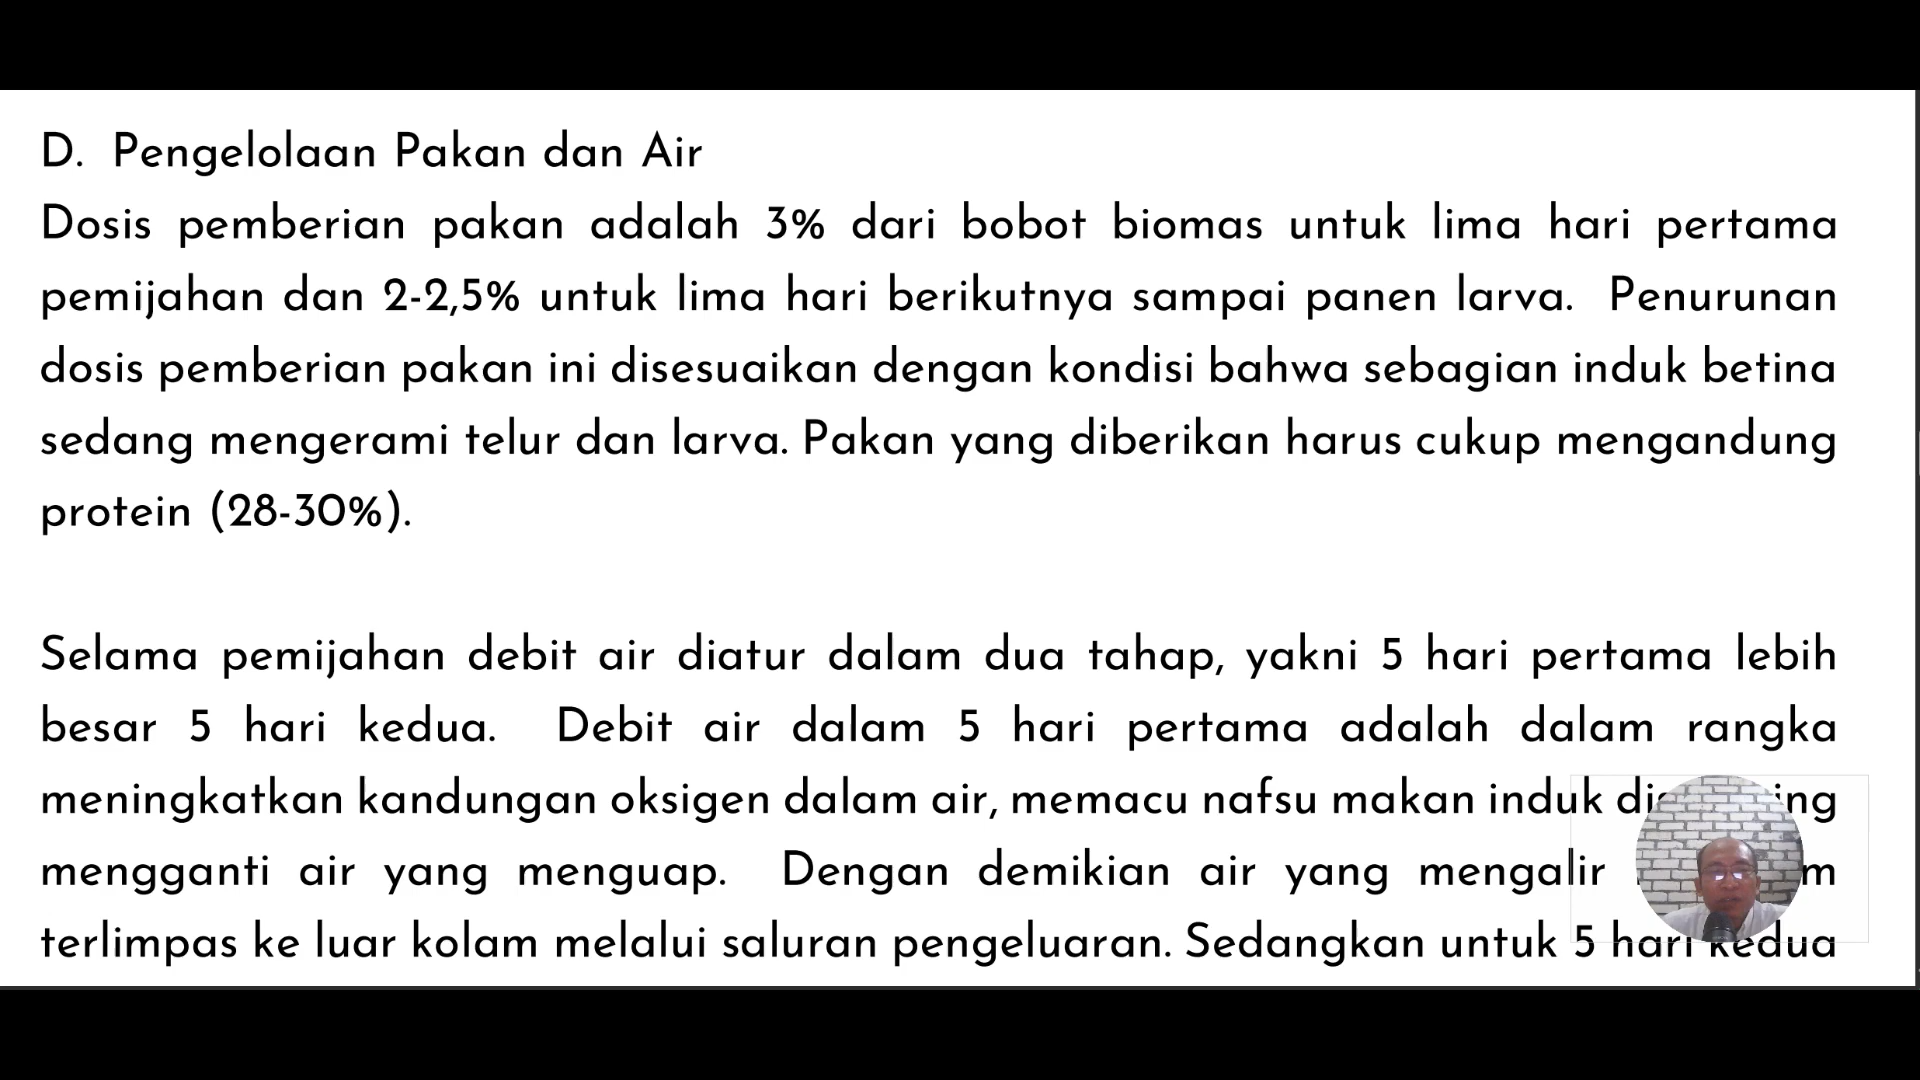 D. Pengelolaan Pakan dan Air
Dosis pemberian pakan adalah 3% dari bobot biomas untuk lima hari pertama
pemijahan dan 2-2,5% untuk lima hari berikutnya sampai panen larva. Penurunan
dosis pemberian pakan ini disesuaikan dengan kondisi bahwa sebagian induk betina
sedang mengerami telur dan larva. Pakan yang diberikan harus cukup mengandung
protein (28-30%).
Selama pemijahan debit air diatur dalam dua tahap, yakni 5 hari pertama lebih
besar 5 hari kedua. Debit air dalam 5 hari pertama adalah dalam rangka
meningkatkan kandungan oksigen dalam air, memacu nafsu makan induk
mengganti air yang menguap. Dengan demikian air yang mengalir
terlimpas ke luar kolam melalui saluran pengeluaran. Sedangkan untuk 5 hari kedua